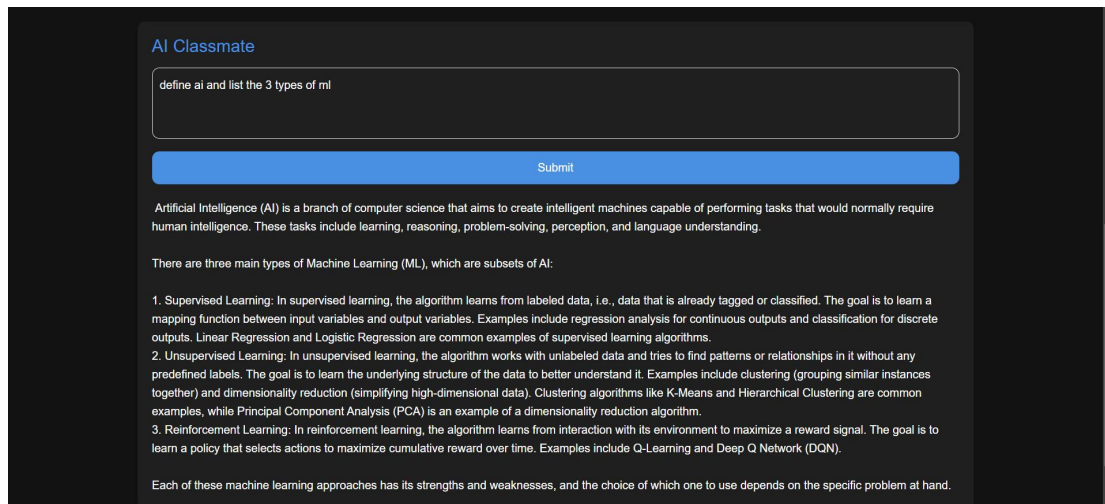 AI Classmate
define ai and list the 3 types of ml
Submit
Artificial Intelligence (AI) is a branch of computer science that aims to create intelligent machines capable of performing tasks that would normally require
human intelligence. These tasks include learning, reasoning, problem-solving, perception, and language understanding.
There are three main types of Machine Learning (ML), which are subsets of AI:
1. Supervised Learning: In supervised learning, the algorithm learns from labeled data, i.e., data that is already tagged or classified. The goal is to learn a
mapping function between input variables and output variables. Examples include regression analysis for continuous outputs and classification for discrete
outputs. Linear Regression and Logistic Regression are common examples of supervised learning algorithms.
2. Unsupervised Learning: In unsupervised learning, the algorithm works with unlabeled data and tries to find patterns or relationships in it without any
predefined labels. The goal is to learn the underlying structure of the data to better understand it. Examples include clustering (grouping similar instances
together) and dimensionality reduction (simplifying high-dimensional data). Clustering algorithms like K-Means and Hierarchical Clustering are common
examples, while Principal Component Analysis (PCA) is an example of a dimensionality reduction algorithm.
3. Reinforcement Learning: In reinforcement learning, the algorithm learns from interaction with its environment to maximize a reward signal. The goal is to
learn a policy that selects actions to maximize cumulative reward over time. Examples include Q-Learning and Deep Q Network (DQN).
Each of these machine learning approaches has its strengths and weaknesses, and the choice of which one to use depends on the specific problem at hand.